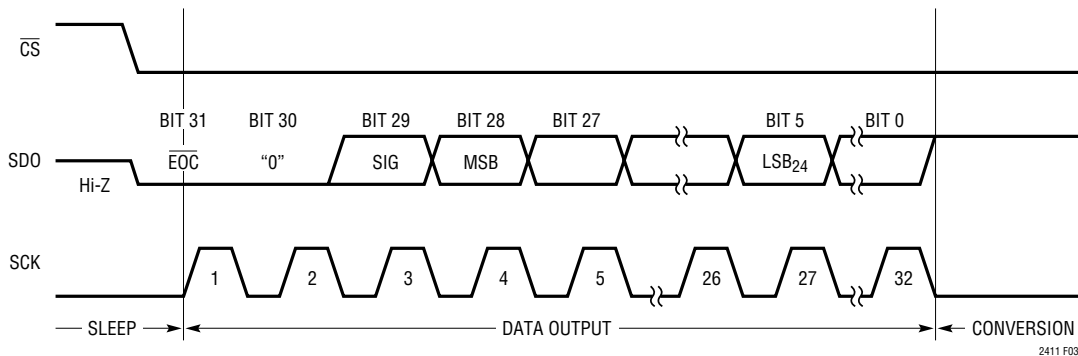 CS
BIT 31 BIT 30 BIT 29 BIT 28 BIT 27 BIT 5 BIT 0
SDO EOC “0” SIG MSB LSB24
Hi-Z
SCK 1 2 3 4 5 26 27 32
SLEEP DATA OUTPUT CONVERSION
2411 F03